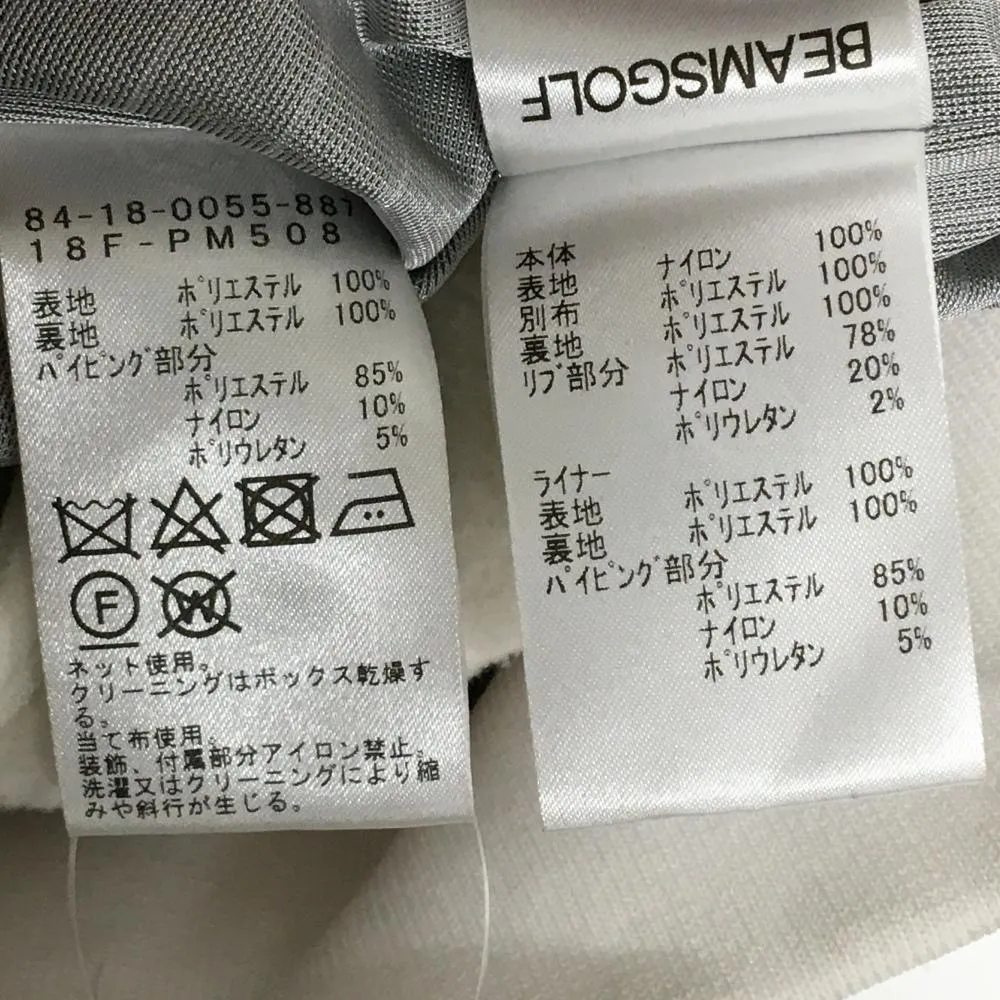 84-18-0055-887
18F-PM508
表地 ポリエステル 100%
裏地 ポリエステル 100%
パイピング部分
ポリエステル 85%
ナイロン 10%
ポリウレタン 5%
F
W
ネット使用。
クリーニングはボックス乾燥す
る。
当て布使用。
装飾、付属部分アイロン禁止。
洗濯又はクリーニングにより縮
みや斜行が生じる。
BEAMSGOLF
本体
表地 ナイロン 100%
別布 ポリエステル 100%
裏地 ポリエステル 100%
リブ部分 ポリエステル 78%
ナイロン 20%
ポリウレタン 2%
ライナー
表地 ポリエステル 100%
裏地 ポリエステル 100%
パイピング部分
ポリエステル 85%
ナイロン 10%
ポリウレタン 5%